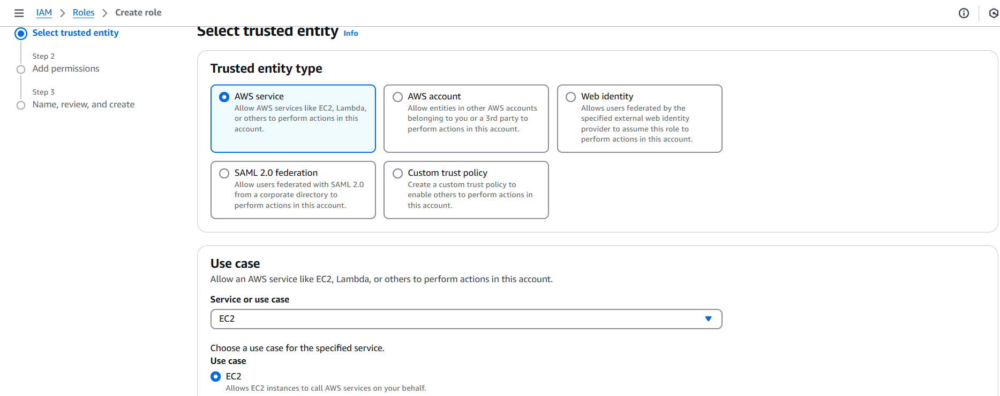 IAM
Roles
Create role
Select trusted entity
Step 2
Add permissions
Step 3
Name, review, and create
Select trusted entity Info
Trusted entity type
AWS service
Allow AWS services like EC2, Lambda,
or others to perform actions in this
account.
AWS account
Allow entities in other AWS accounts
belonging to you or a 3rd party to
perform actions in this account.
Web identity
Allows users federated by the
specified external web identity
provider to assume this role to
perform actions in this account.
SAML 2.0 federation
Allow users federated with SAML 2.0
from a corporate directory to
perform actions in this account.
Custom trust policy
Create a custom trust policy to
enable others to perform actions in
this account.
Use case
Allow an AWS service like EC2, Lambda, or others to perform actions in this account.
Service or use case
EC2
Choose a use case for the specified service.
Use case
EC2
Allows EC2 instances to call AWS services on your behalf.